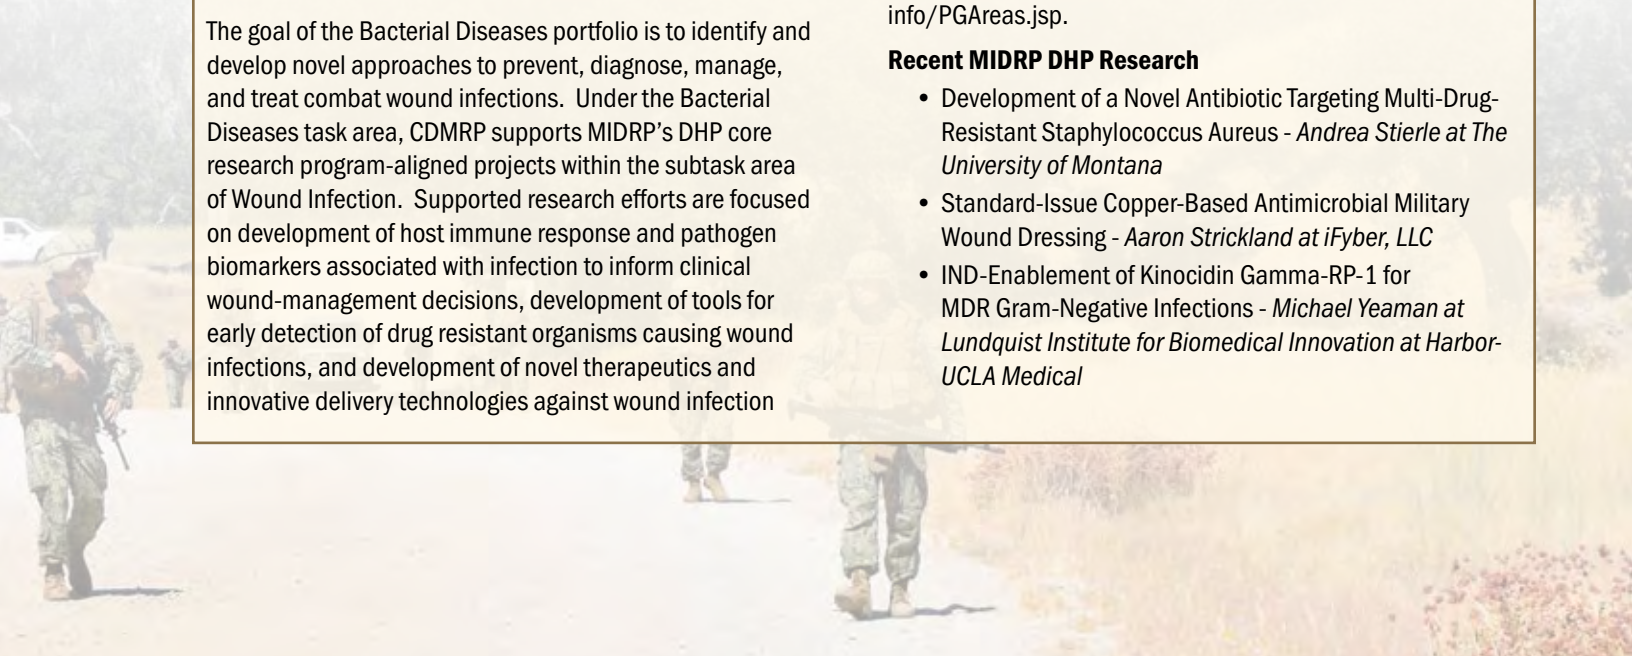 The goal of the Bacterial Diseases portfolio is to identify and
develop novel approaches to prevent, diagnose, manage,
and treat combat wound infections.  Under the Bacterial
Diseases task area, CDMRP supports MIDRP's DHP core
research program-aligned projects within the subtask area
of Wound Infection.  Supported research efforts are focused
on development of host immune response and pathogen
biomarkers associated with infection to inform clinical
wound-management decisions, development of tools for
early detection of drug resistant organisms causing wound
infections, and development of novel therapeutics and
innovative delivery technologies against wound infection
info/PGAreas.jsp.
Recent MIDRP DHP Research
• Development of a Novel Antibiotic Targeting Multi-Drug-
Resistant Staphylococcus Aureus - Andrea Stierle at The
University of Montana
• Standard-Issue Copper-Based Antimicrobial Military
Wound Dressing - Aaron Strickland at iFyber, LLC
• IND-Enablement of Kinocidin Gamma-RP-1 for
MDR Gram-Negative Infections - Michael Yeaman at
Lundquist Institute for Biomedical Innovation at Harbor-
UCLA Medical